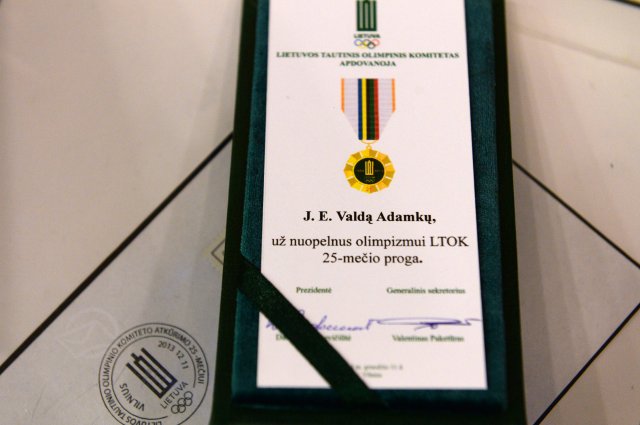 LIETUVA
LIETUVOS TAUTINIS OLIMPINIS KOMITETAS
APDOVANOJA
J. E. Valdą Adamkų,
už nuopelnus olimpizmui LTOK
25-mečio proga.
Prezidentė
Generalinis sekretorius
Valentinas
LIETUVOS TAUTINIO OLIMPINIO KOMITETO ATKŪRIMO 25-MEČIUI
2013 12 11
LIETUVA
VILNIUS